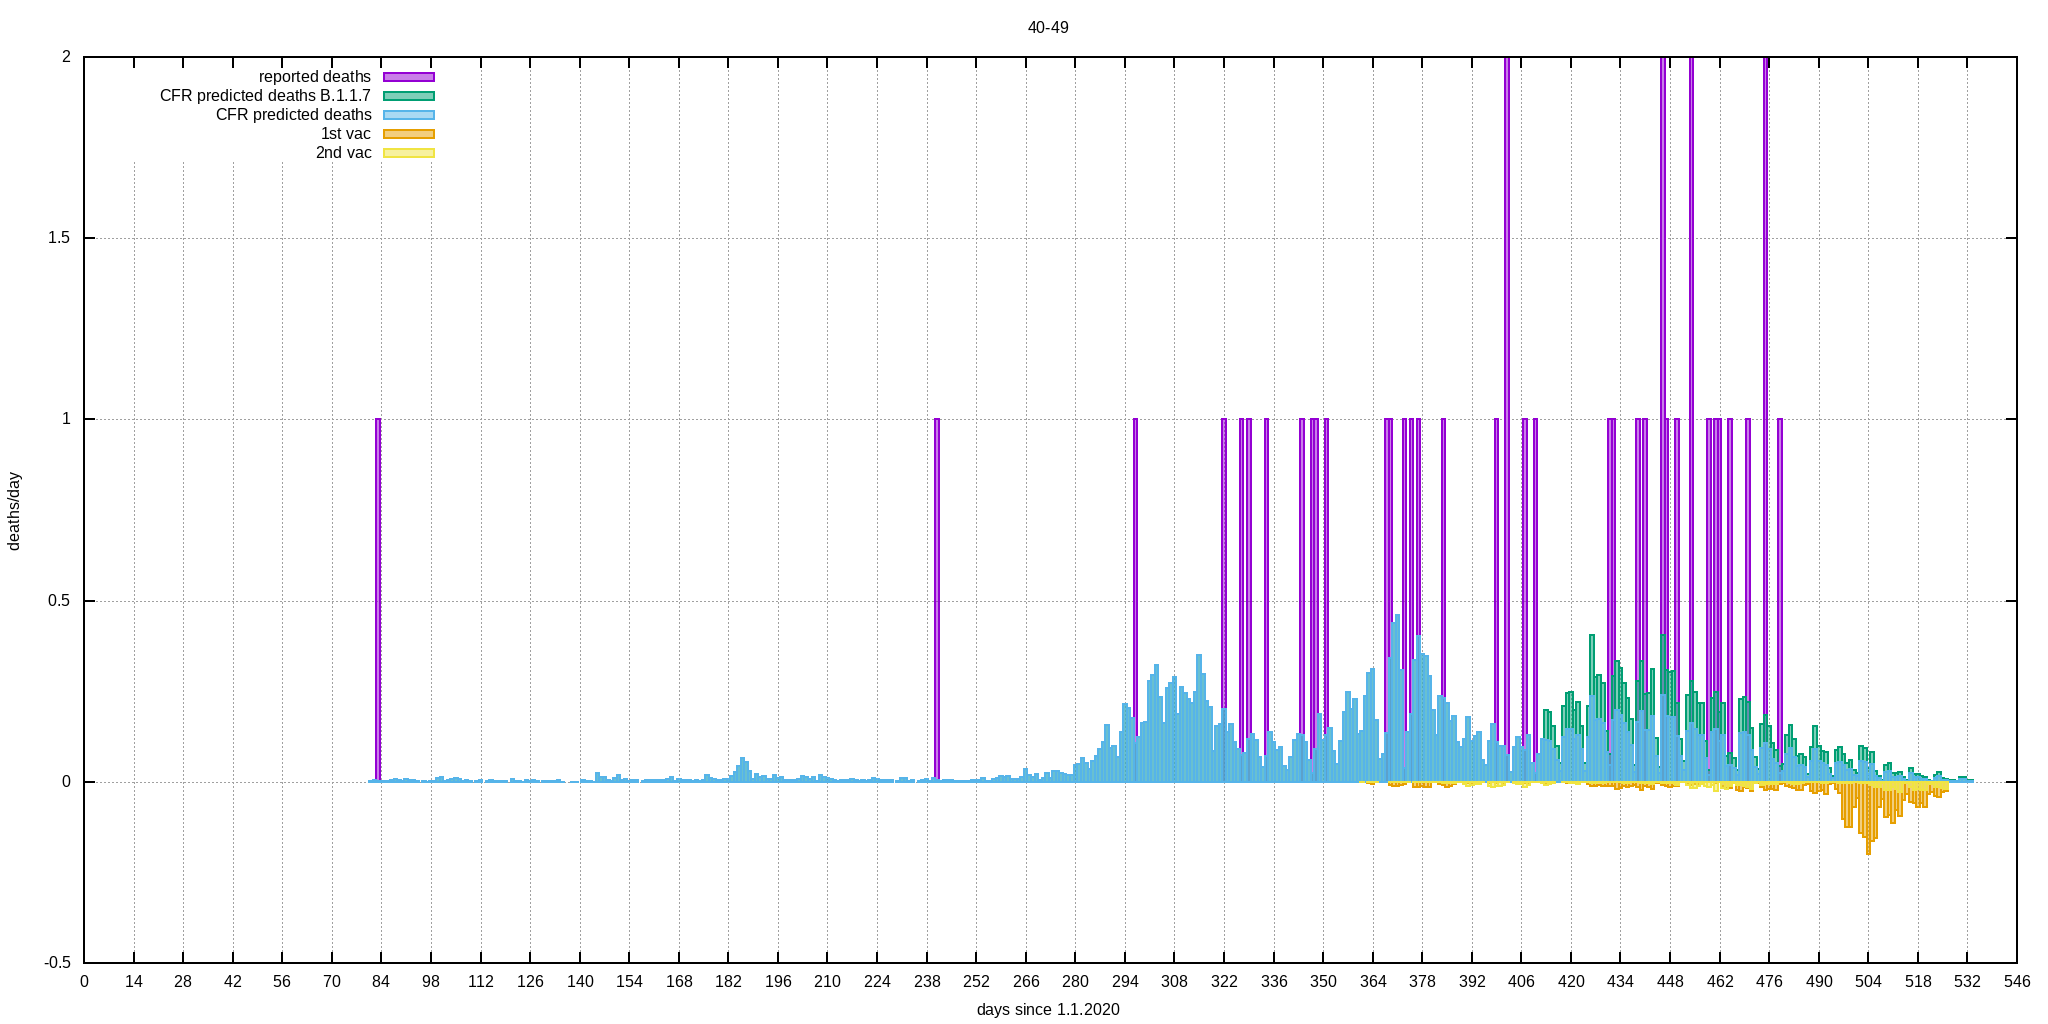 40-49
2
reported deaths
CFR predicted deaths B.1.1.7
CFR predicted deaths
1st vac
2nd vac
1.5
1
0.5
0
-0.5
deaths/day
0 14 28 42 56 70 84 98 112 126 140 154 168 182 196 210 224 238 252 266 280 294 308 322 336 350 364 378 392 406 420 434 448 462 476 490 504 518 532 546
days since 1.1.2020